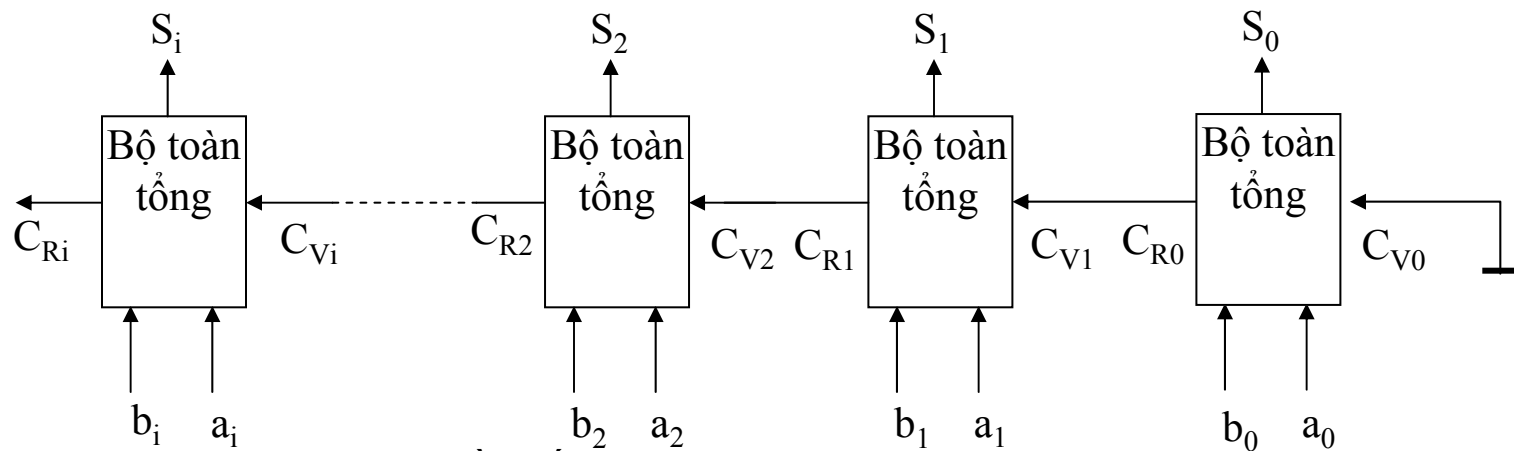 S_i S_2 S_1 S_0
Bộ toàn tổng
Bộ toàn tổng
Bộ toàn tổng
Bộ toàn tổng
C_Ri C_Vi C_R2 C_V2 C_R1 C_V1 C_R0 C_V0
b_i a_i b_2 a_2 b_1 a_1 b_0 a_0